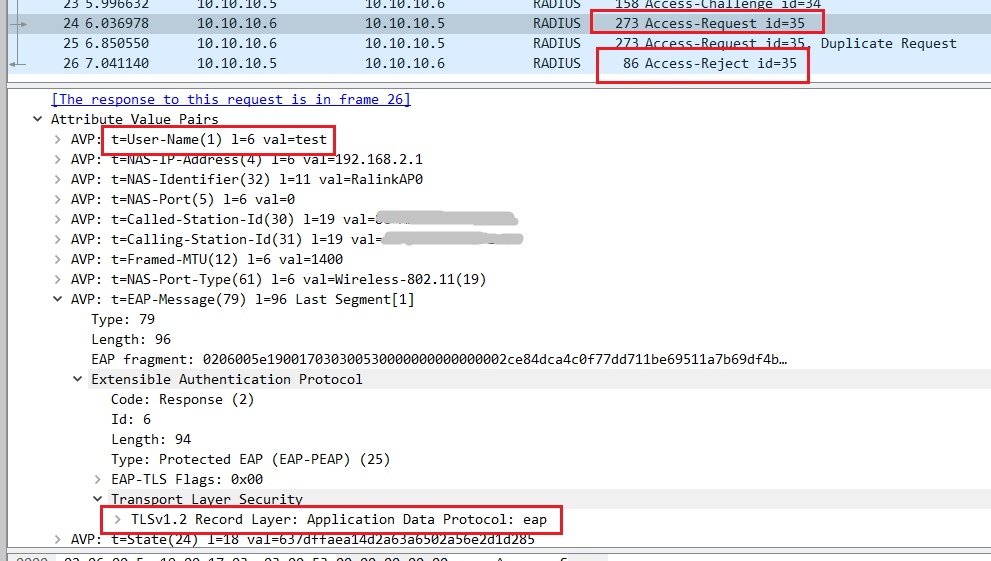 23 5.996632 10.10.10.5 10.10.10.6 RADIUS 158 Access-Challenge id=34
24 6.036978 10.10.10.6 10.10.10.5 RADIUS 273 Access-Request id=35
25 6.850550 10.10.10.6 10.10.10.5 RADIUS 273 Access-Request id=35, Duplicate Request
26 7.041140 10.10.10.5 10.10.10.6 RADIUS 86 Access-Reject id=35
[The response to this request is in frame 26]
Attribute Value Pairs
AVP: t=User-Name(1) l=6 val=test
AVP: t=NAS-IP-Address(4) l=6 val=192.168.2.1
AVP: t=NAS-Identifier(32) l=11 val=RalinkAP0
AVP: t=NAS-Port(5) l=6 val=0
AVP: t=Called-Station-Id(30) l=19 val=
AVP: t=Calling-Station-Id(31) l=19 val=
AVP: t=Framed-MTU(12) l=6 val=1400
AVP: t=NAS-Port-Type(61) l=6 val=Wireless-802.11(19)
AVP: t=EAP-Message(79) l=96 Last Segment[1]
Type: 79
Length: 96
EAP fragment: 0206005e190017030300530000000000000002ce84dca4c0f77dd711be69511a7b69df4b…
Extensible Authentication Protocol
Code: Response (2)
Id: 6
Length: 94
Type: Protected EAP (EAP-PEAP) (25)
EAP-TLS Flags: 0x00
Transport Layer Security
TLSv1.2 Record Layer: Application Data Protocol: eap
AVP: t=State(24) l=18 val=637dffaea14d2a63a6502a56e2d1d285